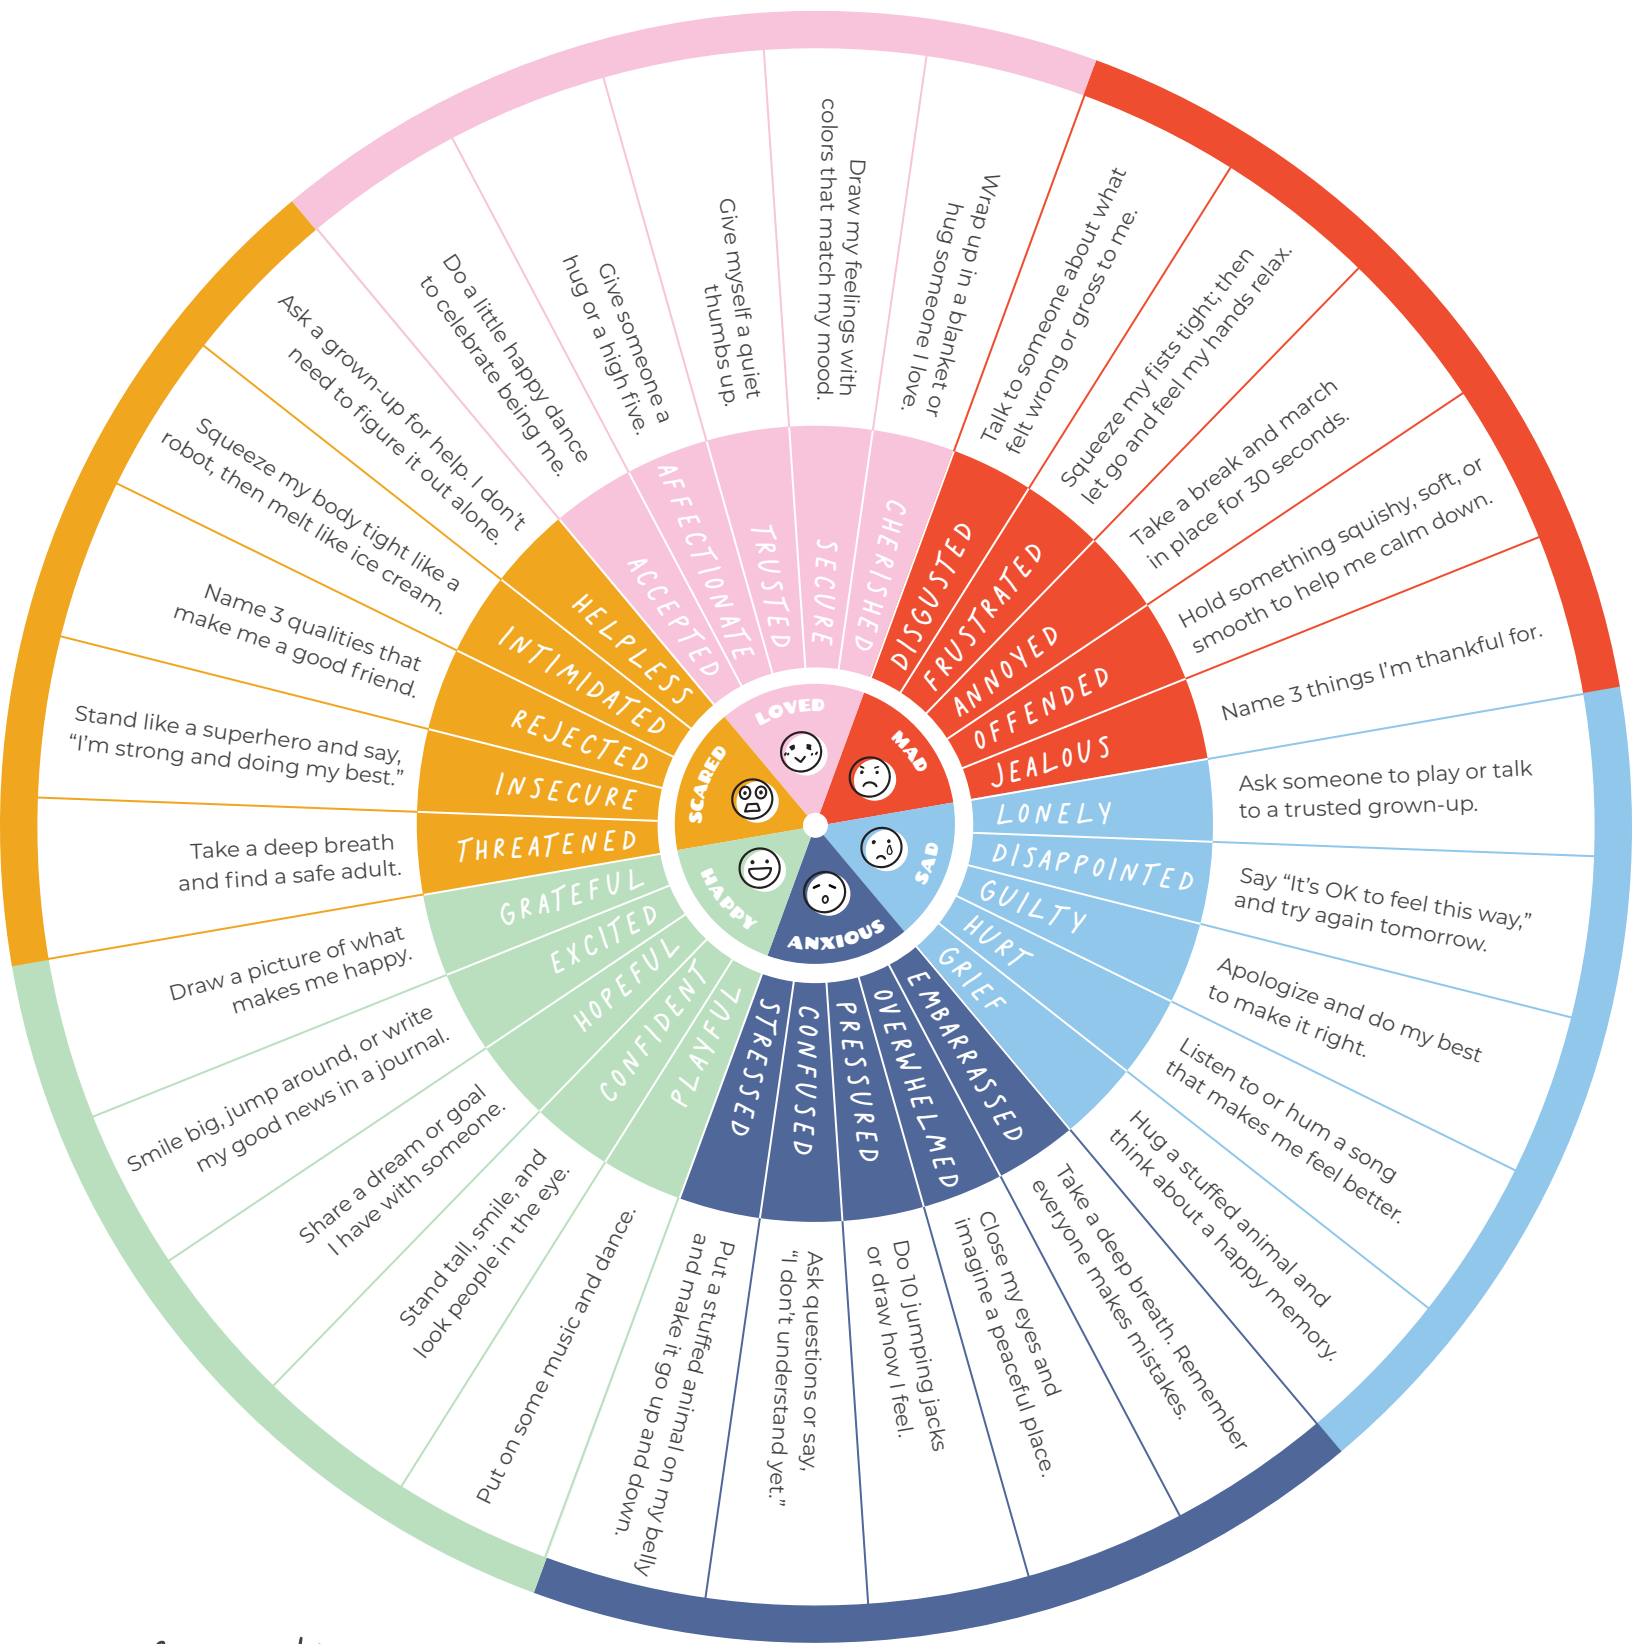 LOVED
MAD
SAD
ANXIOUS
HAPPY
SCARED
ACCEPTED
AFFECTIONATE
TRUSTED
SECURE
CHERISHED
DISGUSTED
FRUSTRATED
ANNOYED
OFFENDED
JEALOUS
LONELY
DISAPPOINTED
GUILTY
HURT
GRIEF
EMBARRASSED
OVERWHELMED
PRESSURED
CONFUSED
STRESSED
PLAYFUL
CONFIDENT
HOPEFUL
EXCITED
GRATEFUL
THREATENED
INSECURE
REJECTED
INTIMIDATED
HELPLESS
Do a little happy dance
to celebrate being me.
Give someone a
hug or a high five.
Give myself a quiet
thumbs up.
Draw my feelings with
colors that match my mood.
Wrap up in a blanket or
hug someone I love.
Talk to someone about what
felt wrong or gross to me.
Squeeze my fists tight; then
let go and feel my hands relax.
Take a break and march
in place for 30 seconds.
Hold something squishy, soft, or
smooth to help me calm down.
Name 3 things I’m thankful for.
Ask someone to play or talk
to a trusted grown-up.
Say “It’s OK to feel this way,”
and try again tomorrow.
Apologize and do my best
to make it right.
Listen to or hum a song
that makes me feel better.
Hug a stuffed animal and
think about a happy memory.
Take a deep breath. Remember
everyone makes mistakes.
Close my eyes and
imagine a peaceful place.
Do 10 jumping jacks
or draw how I feel.
Ask questions or say,
“I don’t understand yet.”
Put a stuffed animal on my belly
and make it go up and down.
Put on some music and dance.
Stand tall, smile, and
look people in the eye.
Share a dream or goal
I have with someone.
Smile big, jump around, or write
my good news in a journal.
Draw a picture of what
makes me happy.
Take a deep breath
and find a safe adult.
Stand like a superhero and say,
“I’m strong and doing my best.”
Name 3 qualities that
make me a good friend.
Squeeze my body tight like a
robot, then melt like ice cream.
Ask a grown-up for help. I don’t
need to figure it out alone.